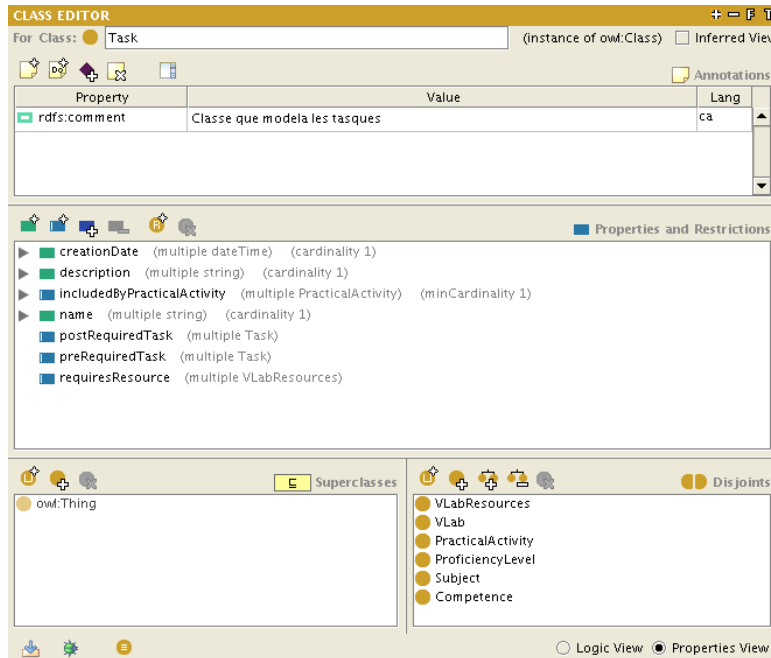 CLASS EDITOR
For Class: Task (instance of owl:Class) Inferred View
Annotations
Property Value Lang
rdfs:comment Classe que modela les tasques ca
Properties and Restrictions
creationDate (multiple dateTime) (cardinality 1)
description (multiple string) (cardinality 1)
includedByPracticalActivity (multiple PracticalActivity) (minCardinality 1)
name (multiple string) (cardinality 1)
postRequiredTask (multiple Task)
preRequiredTask (multiple Task)
requiresResource (multiple VLabResources)
Superclasses
owl:Thing
Disjoints
VLabResources
VLab
PracticalActivity
ProficiencyLevel
Subject
Competence
Logic View Properties View